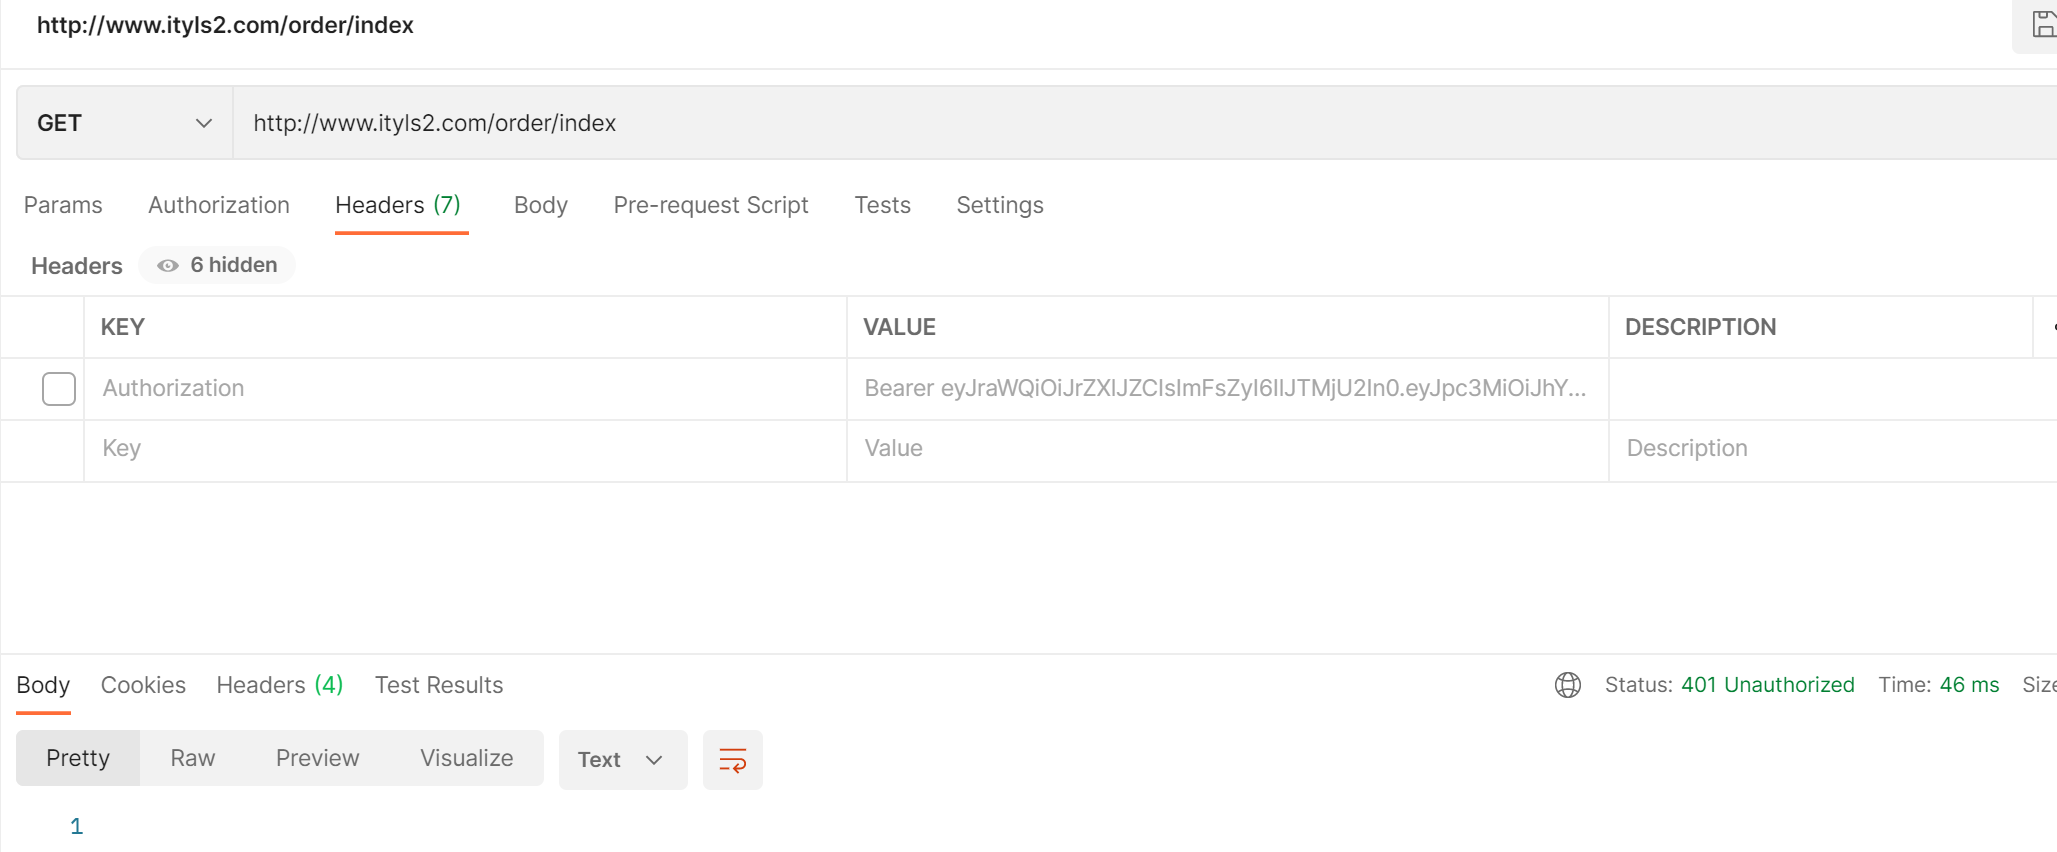 http://www.ityls2.com/order/index
GET http://www.ityls2.com/order/index
Params Authorization Headers (7) Body Pre-request Script Tests Settings
Headers 6 hidden
KEY VALUE DESCRIPTION
Authorization Bearer eyJraWQiOiJrZXlJZCIsImFsZyI6IlJTMjU2In0.eyJpc3MiOiJhY...
Key Value Description
Body Cookies Headers (4) Test Results Status: 401 Unauthorized Time: 46 ms Size
Pretty Raw Preview Visualize Text
1